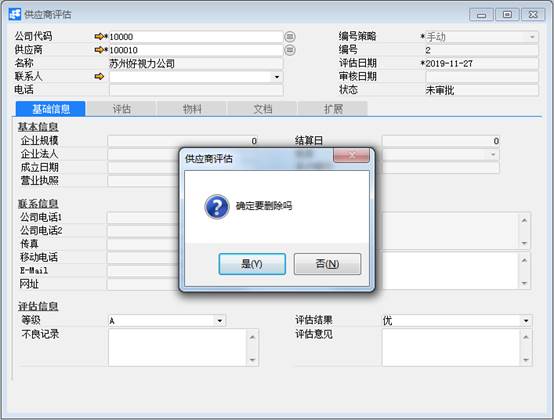 供应商评估
公司代码 *10000 编号策略 *手动
供应商 *100010 编号 2
名称 苏州好视力公司 评估日期 *2019-11-27
联系人 审核日期
电话 状态 未审批
基础信息 评估 物料 文档 扩展
基本信息
企业规模 0 结算日 0
企业法人
成立日期
营业执照
供应商评估
确定要删除吗
是(Y) 否(N)
联系信息
公司电话1
公司电话2
传真
移动电话
E-Mail
网址
评估信息
等级 A 评估结果 优
不良记录 评估意见